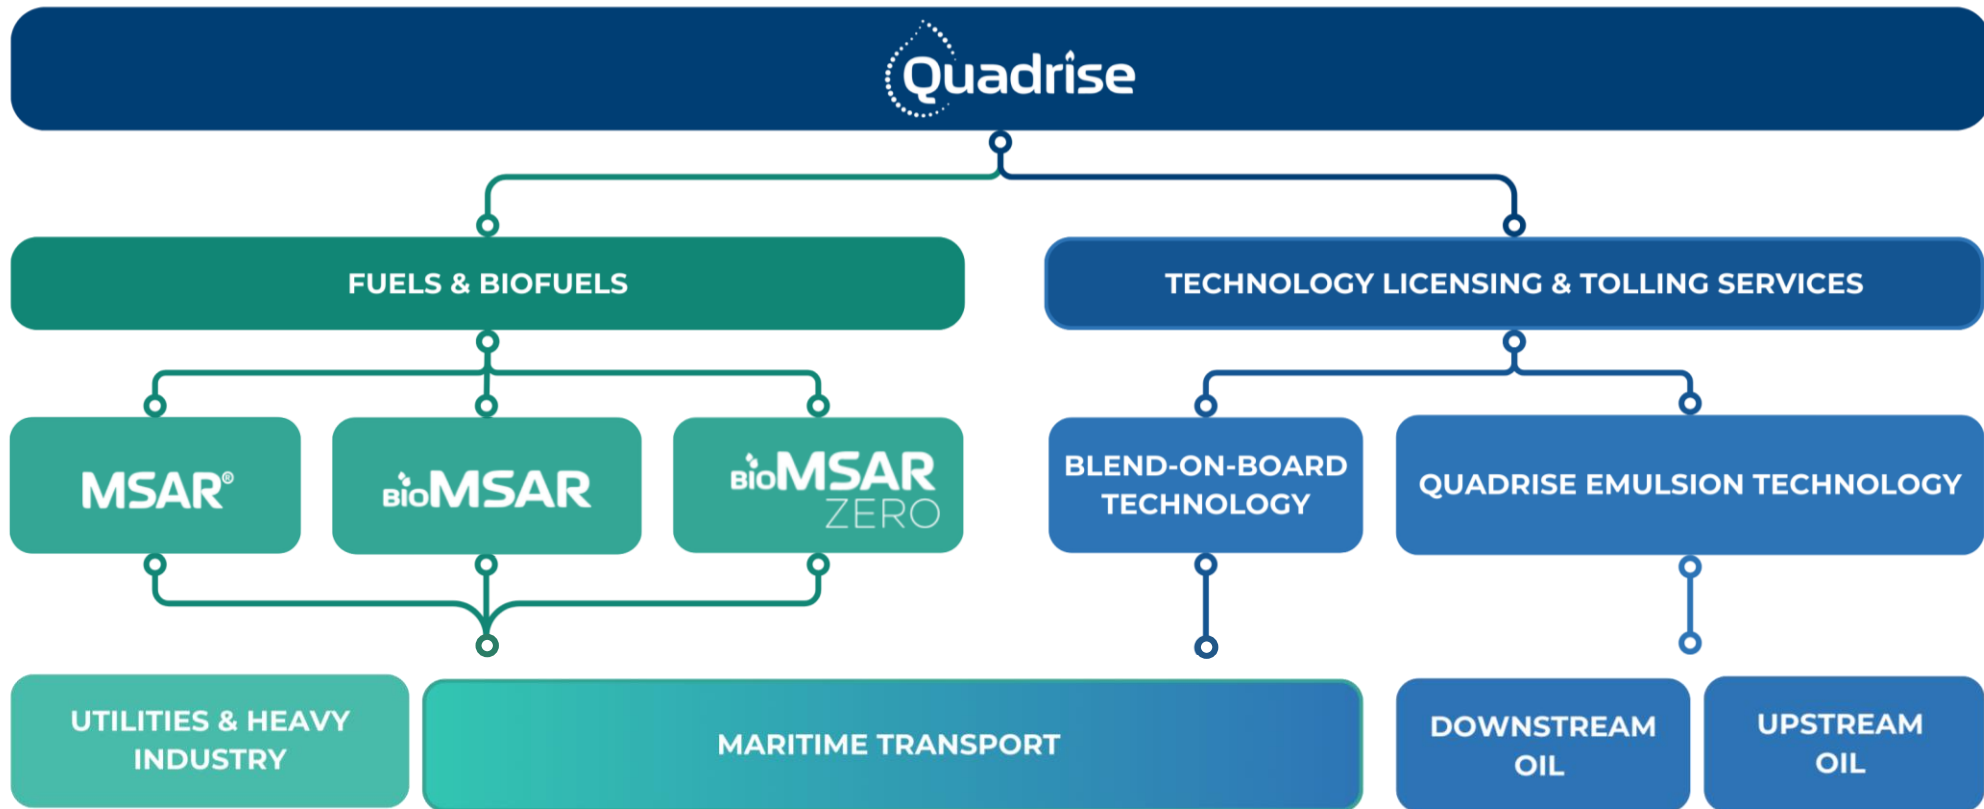 Quadrise
FUELS & BIOFUELS
TECHNOLOGY LICENSING & TOLLING SERVICES
MSAR®
BioMSAR
BioMSAR
ZERO
BLEND-ON-BOARD
TECHNOLOGY
QUADRISE EMULSION TECHNOLOGY
UTILITIES & HEAVY
INDUSTRY
MARITIME TRANSPORT
DOWNSTREAM
OIL
UPSTREAM
OIL